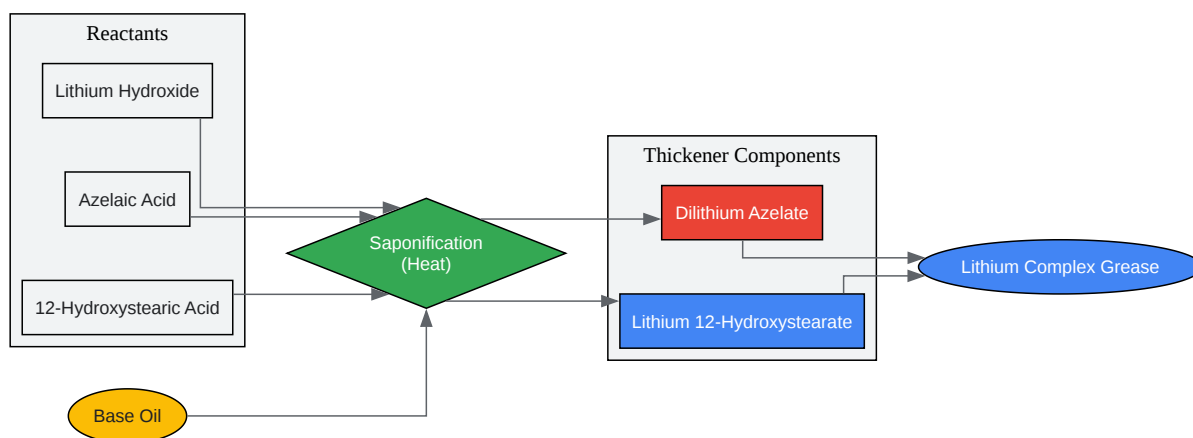 Reactants
Lithium Hydroxide
Azelaic Acid
12-Hydroxystearic Acid
Base Oil
Saponification
(Heat)
Thickener Components
Dilithium Azelate
Lithium 12-Hydroxystearate
Lithium Complex Grease